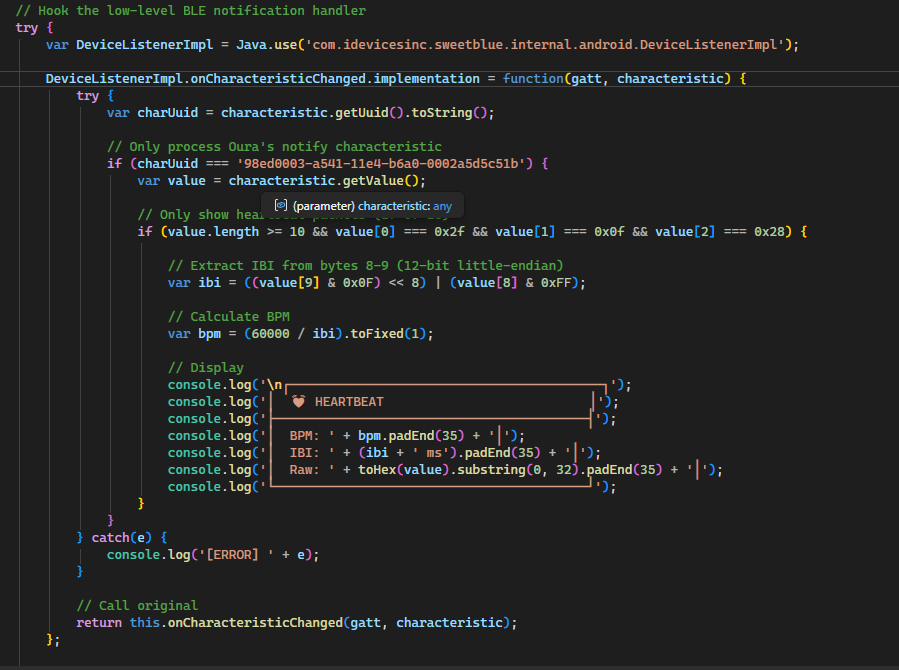 // Hook the low-level BLE notification handler
try {
var DeviceListenerImpl = Java.use('com.idevicesinc.sweetblue.internal.android.DeviceListenerImpl');
DeviceListenerImpl.onCharacteristicChanged.implementation = function(gatt, characteristic) {
try {
var charUuid = characteristic.getUuid().toString();
// Only process Oura's notify characteristic
if (charUuid === '98ed0003-a541-11e4-b6a0-0002a5d5c51b') {
var value = characteristic.getValue();
(parameter) characteristic: any
// Only show
if (value.length >= 10 && value[0] === 0x2f && value[1] === 0x0f && value[2] === 0x28) {
// Extract IBI from bytes 8-9 (12-bit little-endian)
var ibi = ((value[9] & 0x0F) << 8) | (value[8] & 0xFF);
// Calculate BPM
var bpm = (60000 / ibi).toFixed(1);
// Display
console.log('\n┌─────────────────────────────────────────┐');
console.log('│ 💓 HEARTBEAT │');
console.log('├─────────────────────────────────────────┤');
console.log('│ BPM: ' + bpm.padEnd(35) + '│');
console.log('│ IBI: ' + (ibi + ' ms').padEnd(35) + '│');
console.log('│ Raw: ' + toHex(value).substring(0, 32).padEnd(35) + '│');
console.log('└─────────────────────────────────────────┘');
}
}
} catch(e) {
console.log('[ERROR] ' + e);
}
// Call original
return this.onCharacteristicChanged(gatt, characteristic);
};